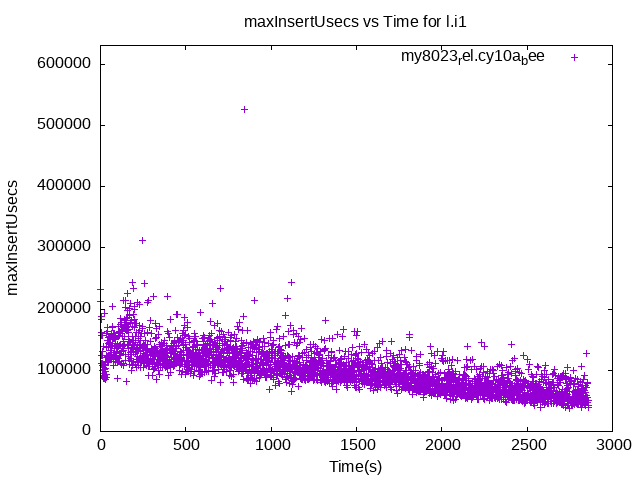 maxInsertUsecs vs Time for l.i1
my8023rel.cy10abee
600000
500000
400000
300000
200000
100000
0
maxInsertUsecs
0 500 1000 1500 2000 2500 3000
Time(s)